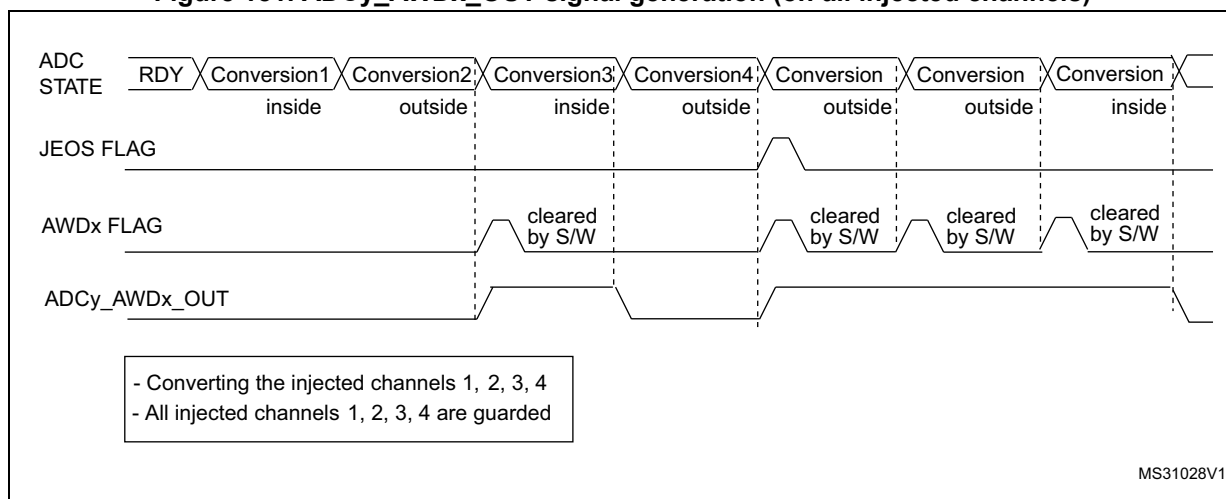 Figure 131. ADCy_AWDx_OUT signal generation (on all injected channels)
ADC STATE
RDY Conversion1 Conversion2 Conversion3 Conversion4 Conversion Conversion Conversion
inside outside inside outside outside outside inside
JEOS FLAG
AWDx FLAG
cleared by S/W cleared by S/W cleared by S/W cleared by S/W
ADCy_AWDx_OUT
- Converting the injected channels 1, 2, 3, 4
- All injected channels 1, 2, 3, 4 are guarded
MS31028V1